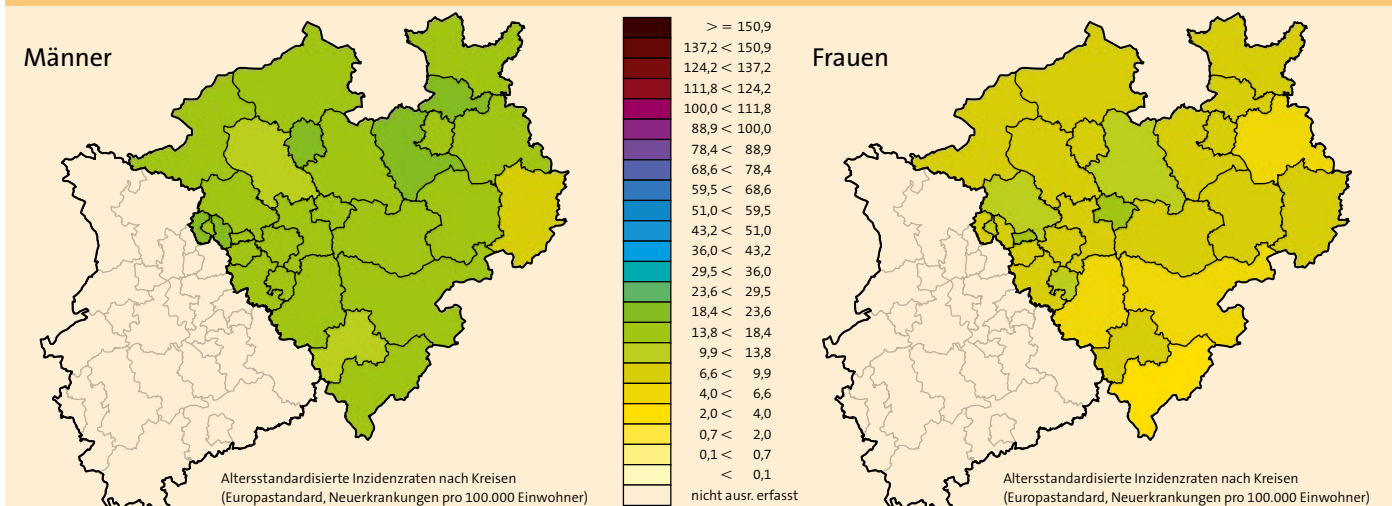 Männer
Frauen
> = 150,9
137,2 < 150,9
124,2 < 137,2
111,8 < 124,2
100,0 < 111,8
88,9 < 100,0
78,4 < 88,9
68,6 < 78,4
59,5 < 68,6
51,0 < 59,5
43,2 < 51,0
36,0 < 43,2
29,5 < 36,0
23,6 < 29,5
18,4 < 23,6
13,8 < 18,4
9,9 < 13,8
6,6 < 9,9
4,0 < 6,6
2,0 < 4,0
0,7 < 2,0
0,1 < 0,7
< 0,1
nicht ausr. erfasst
Altersstandardisierte Inzidenzraten nach Kreisen
(Europastandard, Neuerkrankungen pro 100.000 Einwohner)
Altersstandardisierte Inzidenzraten nach Kreisen
(Europastandard, Neuerkrankungen pro 100.000 Einwohner)